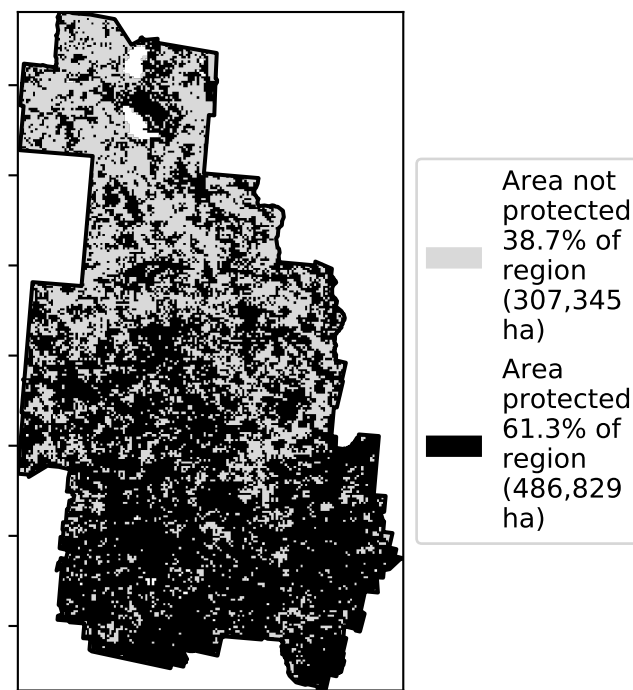 Area not
protected
38.7% of
region
(307,345
ha)
Area
protected
61.3% of
region
(486,829
ha)